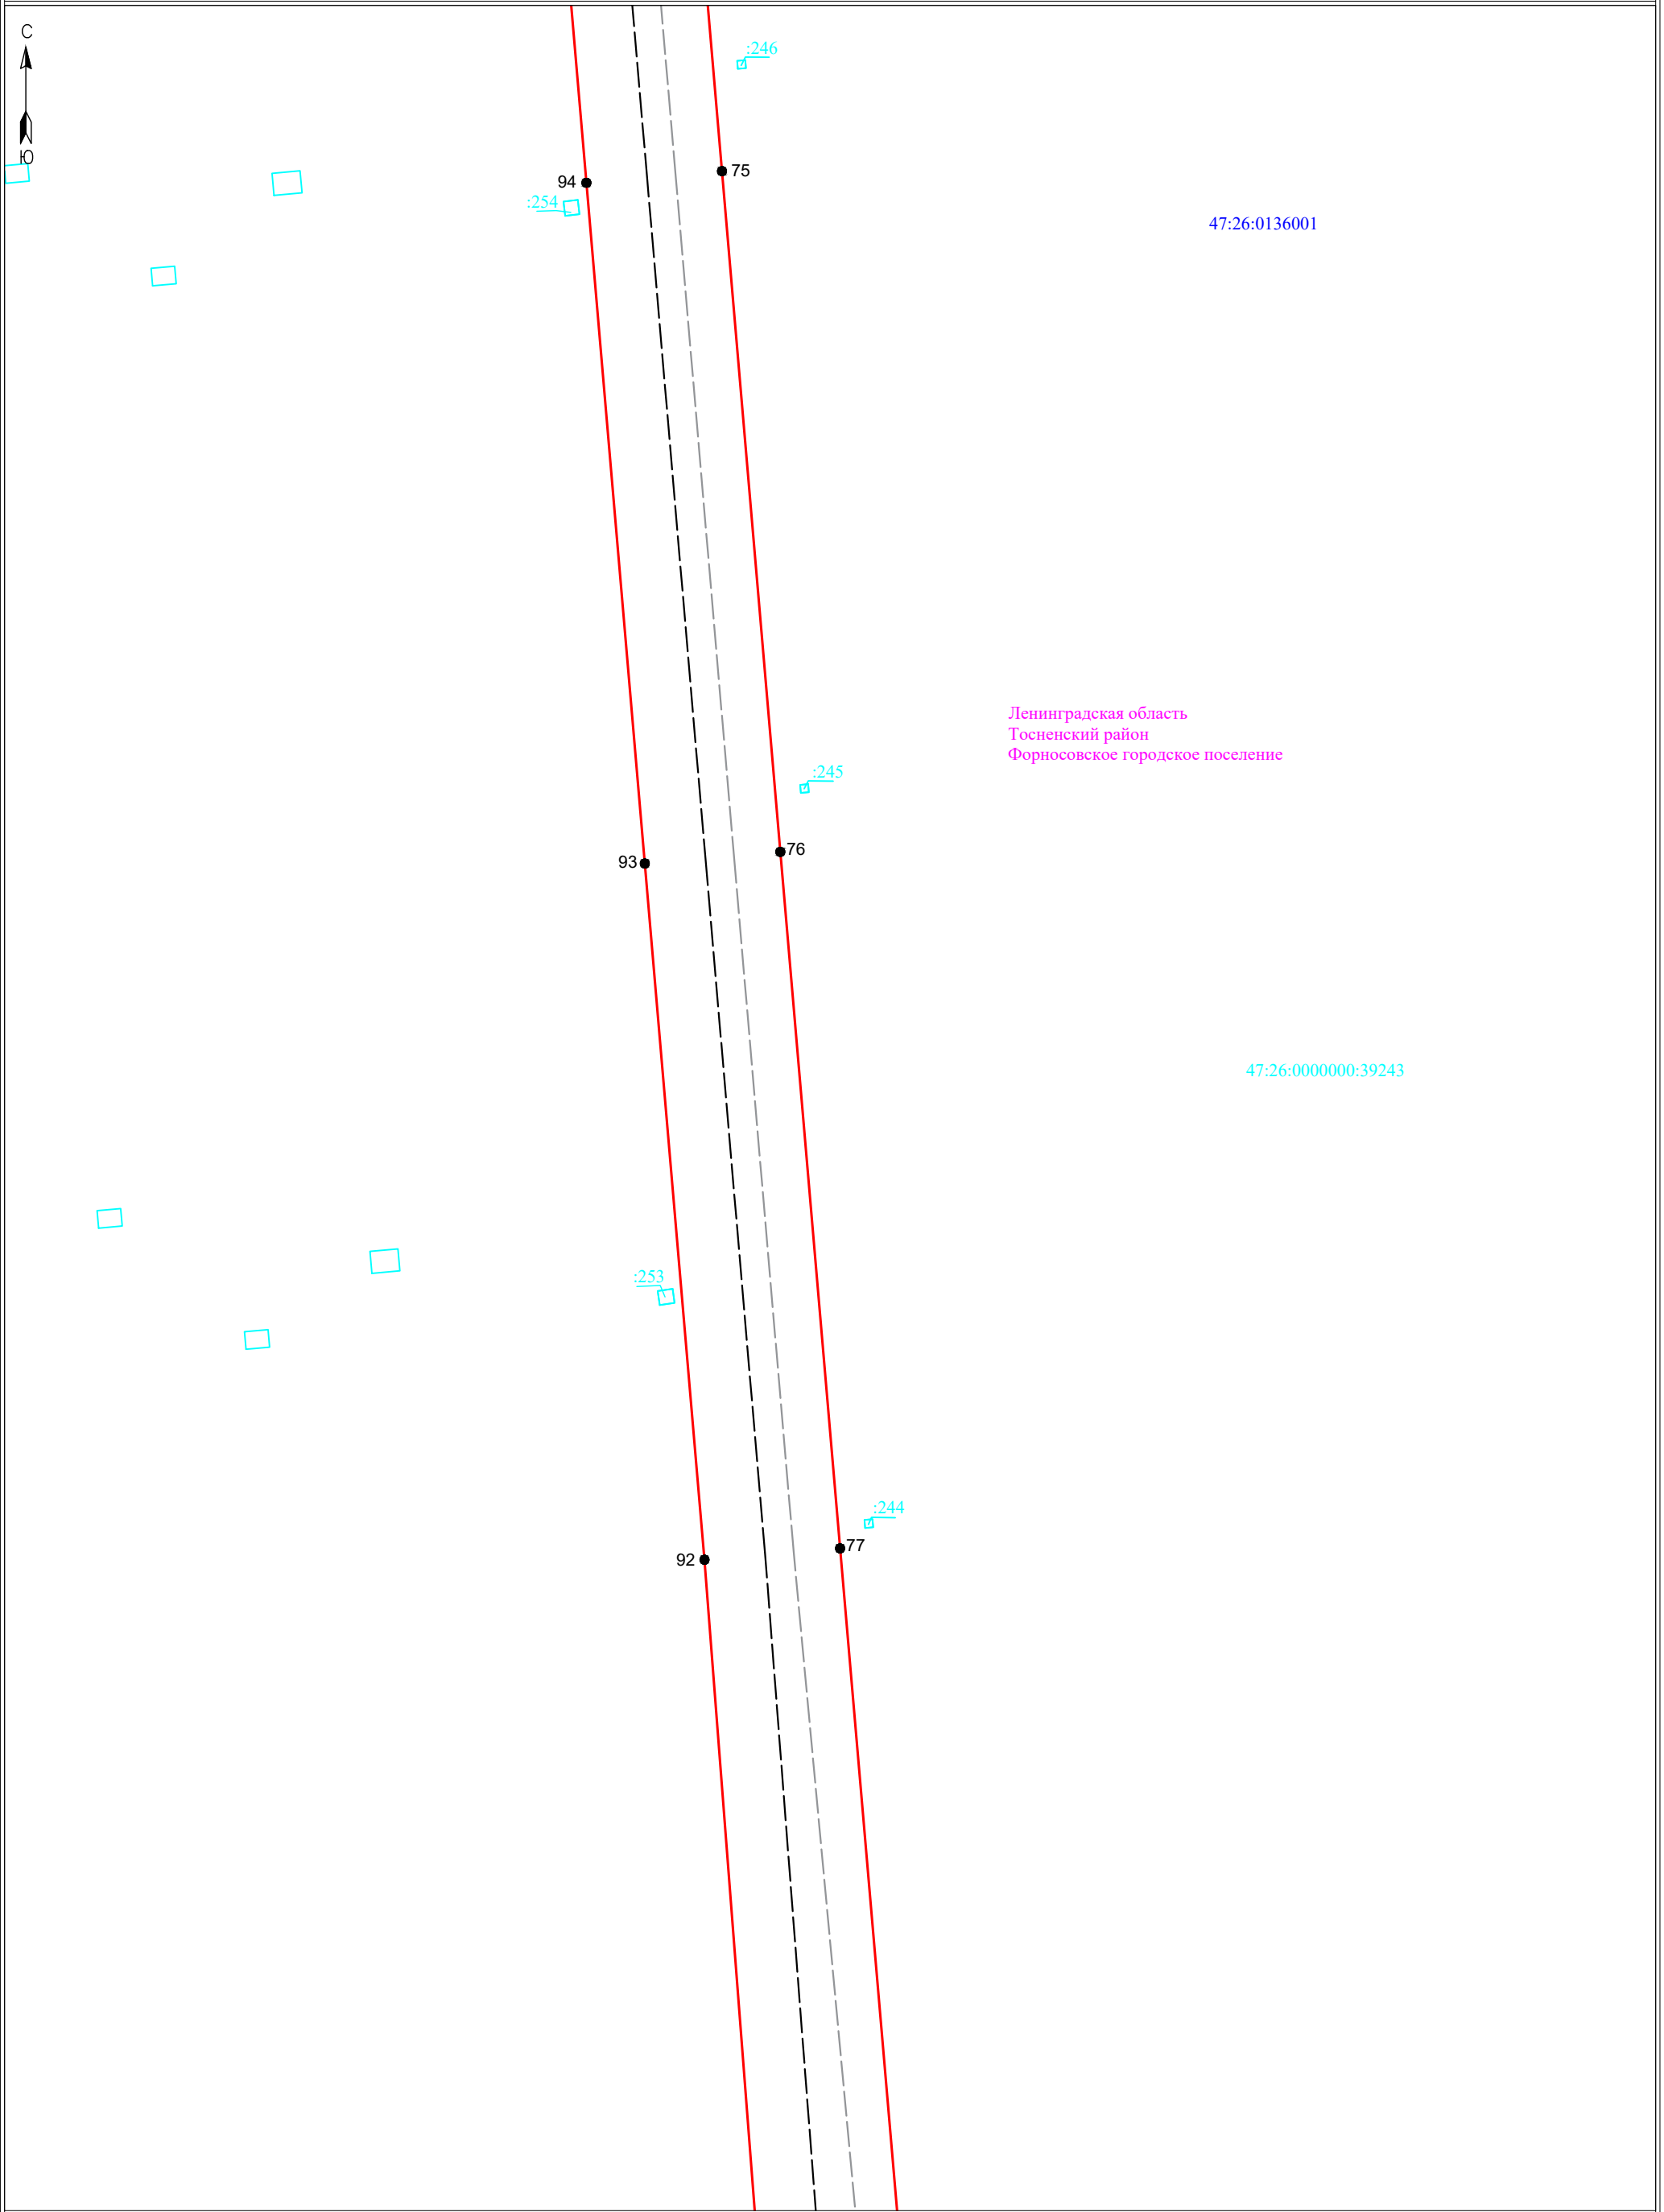 С
:246
Ю
75
94
:254
47:26:0136001
Ленинградская область
Тосненский район
Форносовское городское поселение
:245
76
93
47:26:0000000:39243
:253
:244
77
92